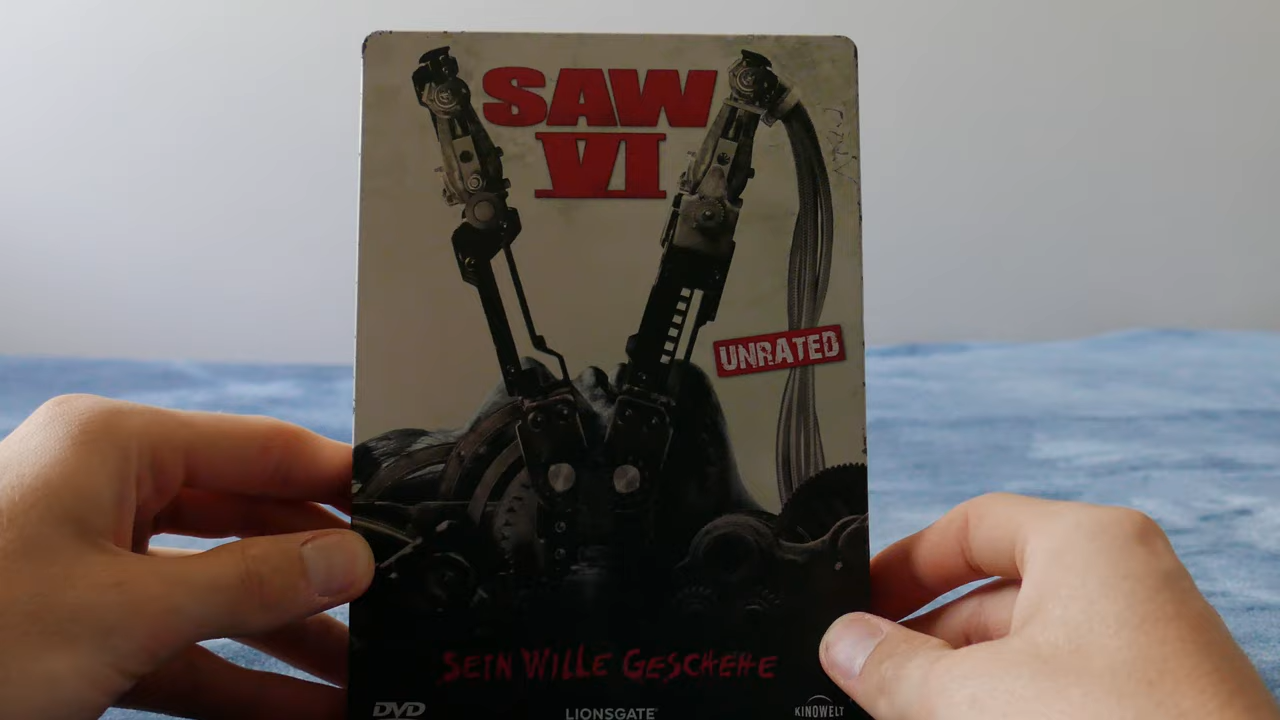 SAW
VI
UNRATED
SEIN WILLE GESCHEHE
DVD
LIONSGATE
KINOWELT